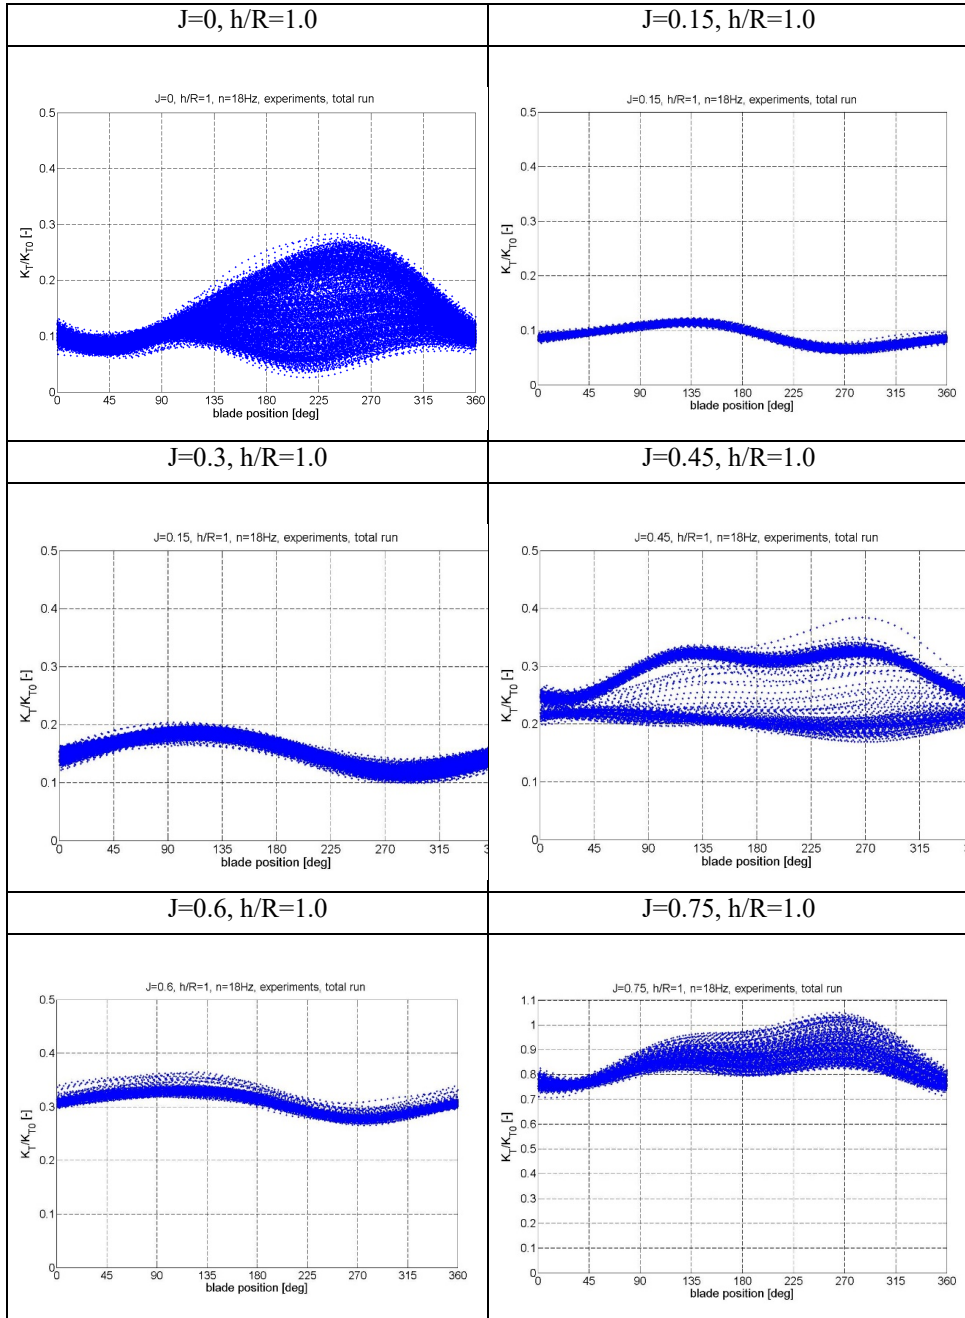 J=0, h/R=1.0
J=0.15, h/R=1.0
J=0, h/R=1, n=18Hz, experiments, total run
0.5
0.4
0.3
0.2
0.1
0
K_T/K_T0 [-]
0 45 90 135 180 225 270 315 360
blade position [deg]
J=0.15, h/R=1, n=18Hz, experiments, total run
0.5
0.4
0.3
0.2
0.1
0
K_T/K_T0 [-]
0 45 90 135 180 225 270 315 360
blade position [deg]
J=0.3, h/R=1.0
J=0.45, h/R=1.0
J=0.15, h/R=1, n=18Hz, experiments, total run
0.5
0.4
0.3
0.2
0.1
0
K_T/K_T0 [-]
0 45 90 135 180 225 270 315
blade position [deg]
J=0.45, h/R=1, n=18Hz, experiments, total run
0.5
0.4
0.3
0.2
0.1
0
K_T/K_T0 [-]
0 45 90 135 180 225 270 315
blade position [deg]
J=0.6, h/R=1.0
J=0.75, h/R=1.0
J=0.6, h/R=1, n=18Hz, experiments, total run
0.5
0.4
0.3
0.2
0.1
0
K_T/K_T0 [-]
0 45 90 135 180 225 270 315 360
blade position [deg]
J=0.75, h/R=1, n=18Hz, experiments, total run
1.1
1
0.9
0.8
0.7
0.6
0.5
0.4
0.3
0.2
0.1
0
K_T/K_T0 [-]
0 45 90 135 180 225 270 315 360
blade position [deg]